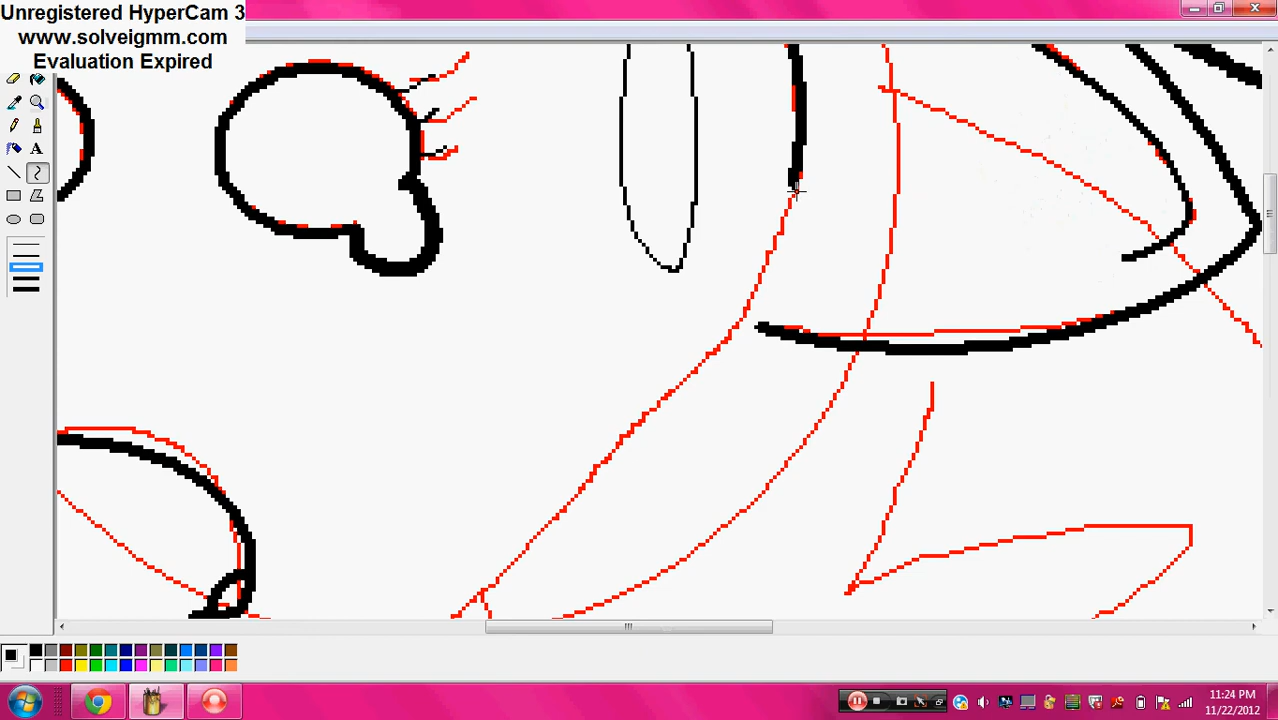 Unregistered HyperCam 3
www.solveigmm.com
Evaluation Expired
A
11:24 PM
11/22/2012